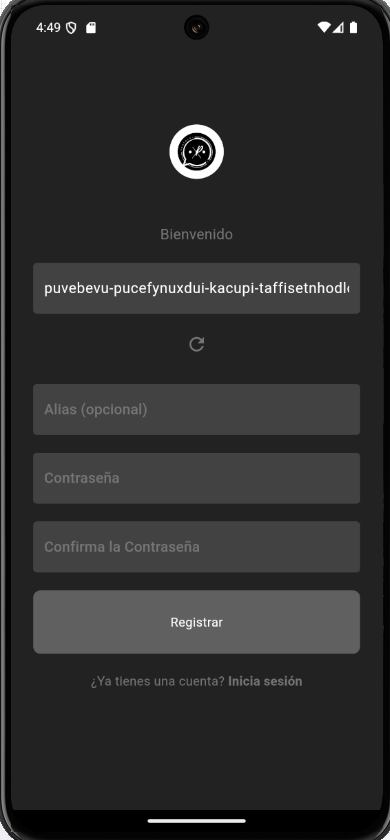 4:49
Bienvenido
puvebevu-pucefynuxdui-kacupi-taffisetnhodl
Alias (opcional)
Contraseña
Confirma la Contraseña
Registrar
¿Ya tienes una cuenta? Inicia sesión